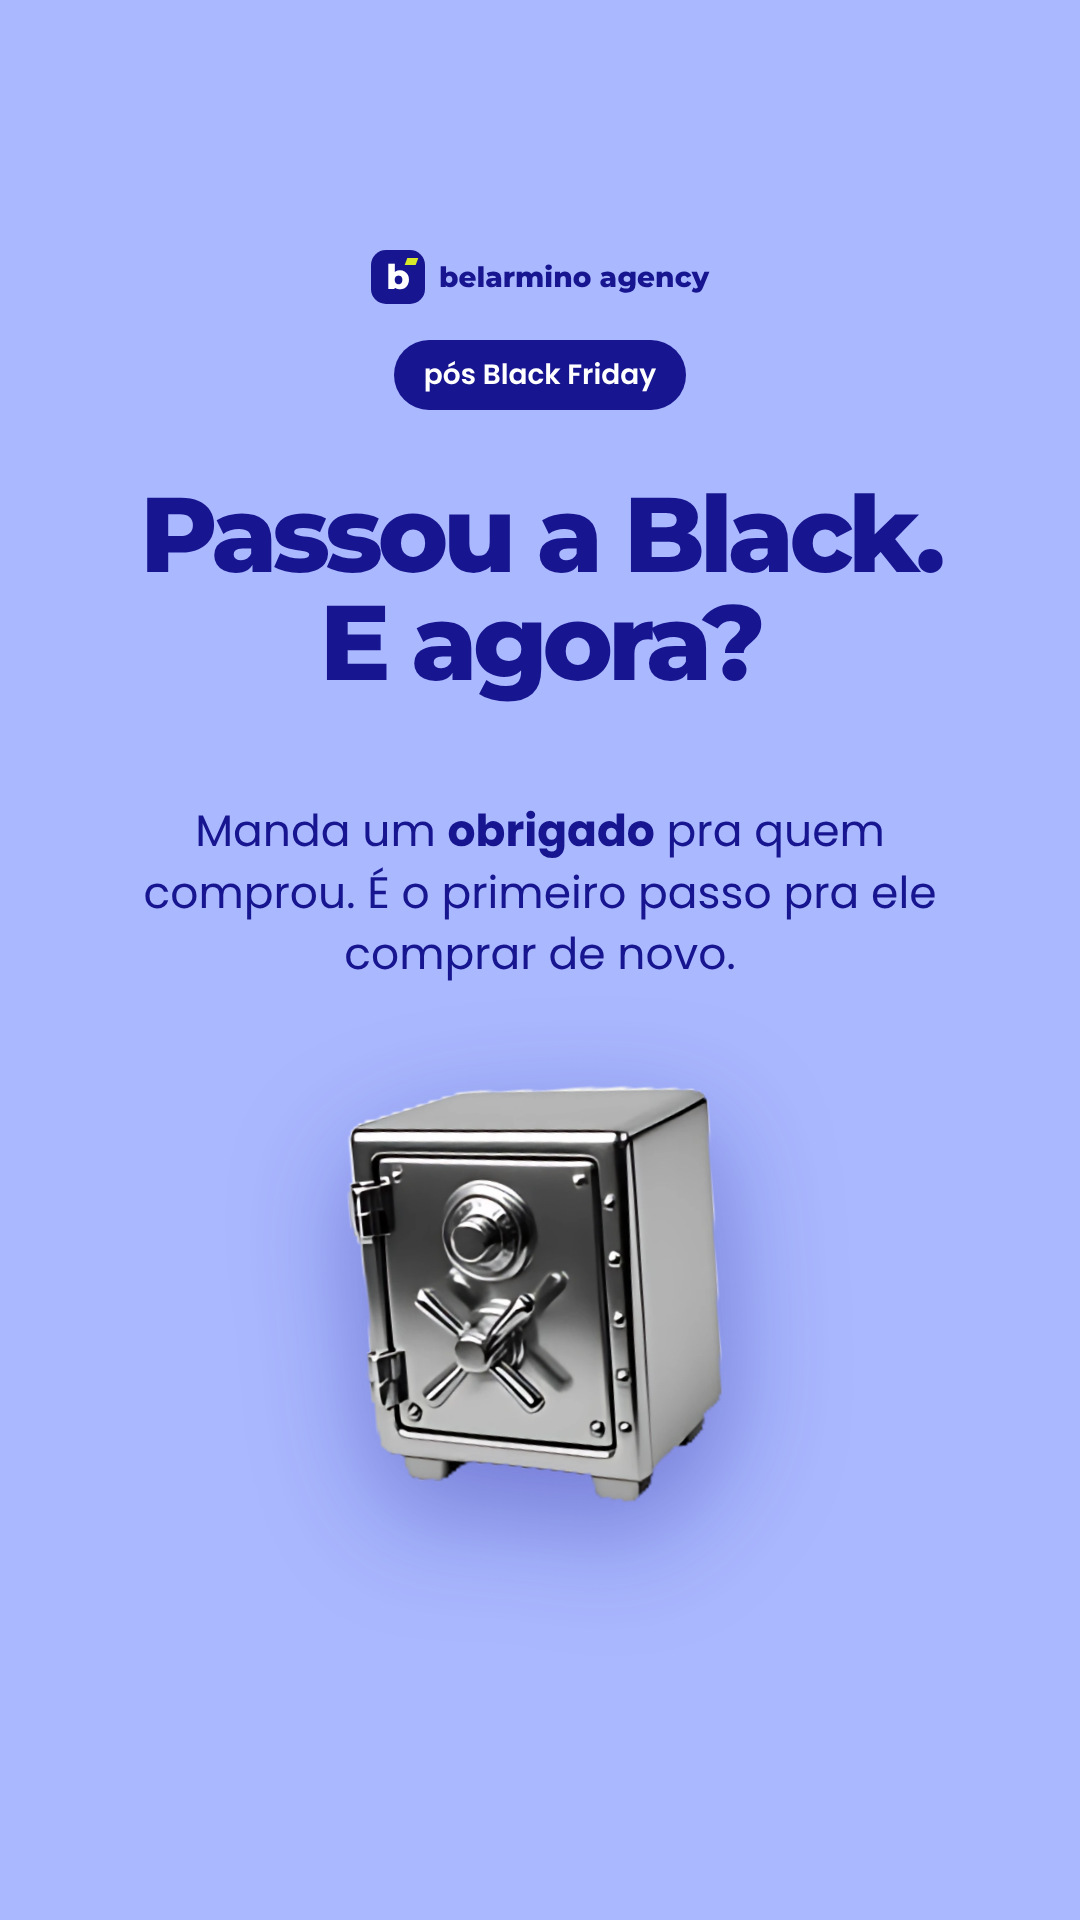 b
belarmino agency
pós Black Friday
Passou a Black.
E agora?
Manda um obrigado pra quem
comprou. É o primeiro passo pra ele
comprar de novo.